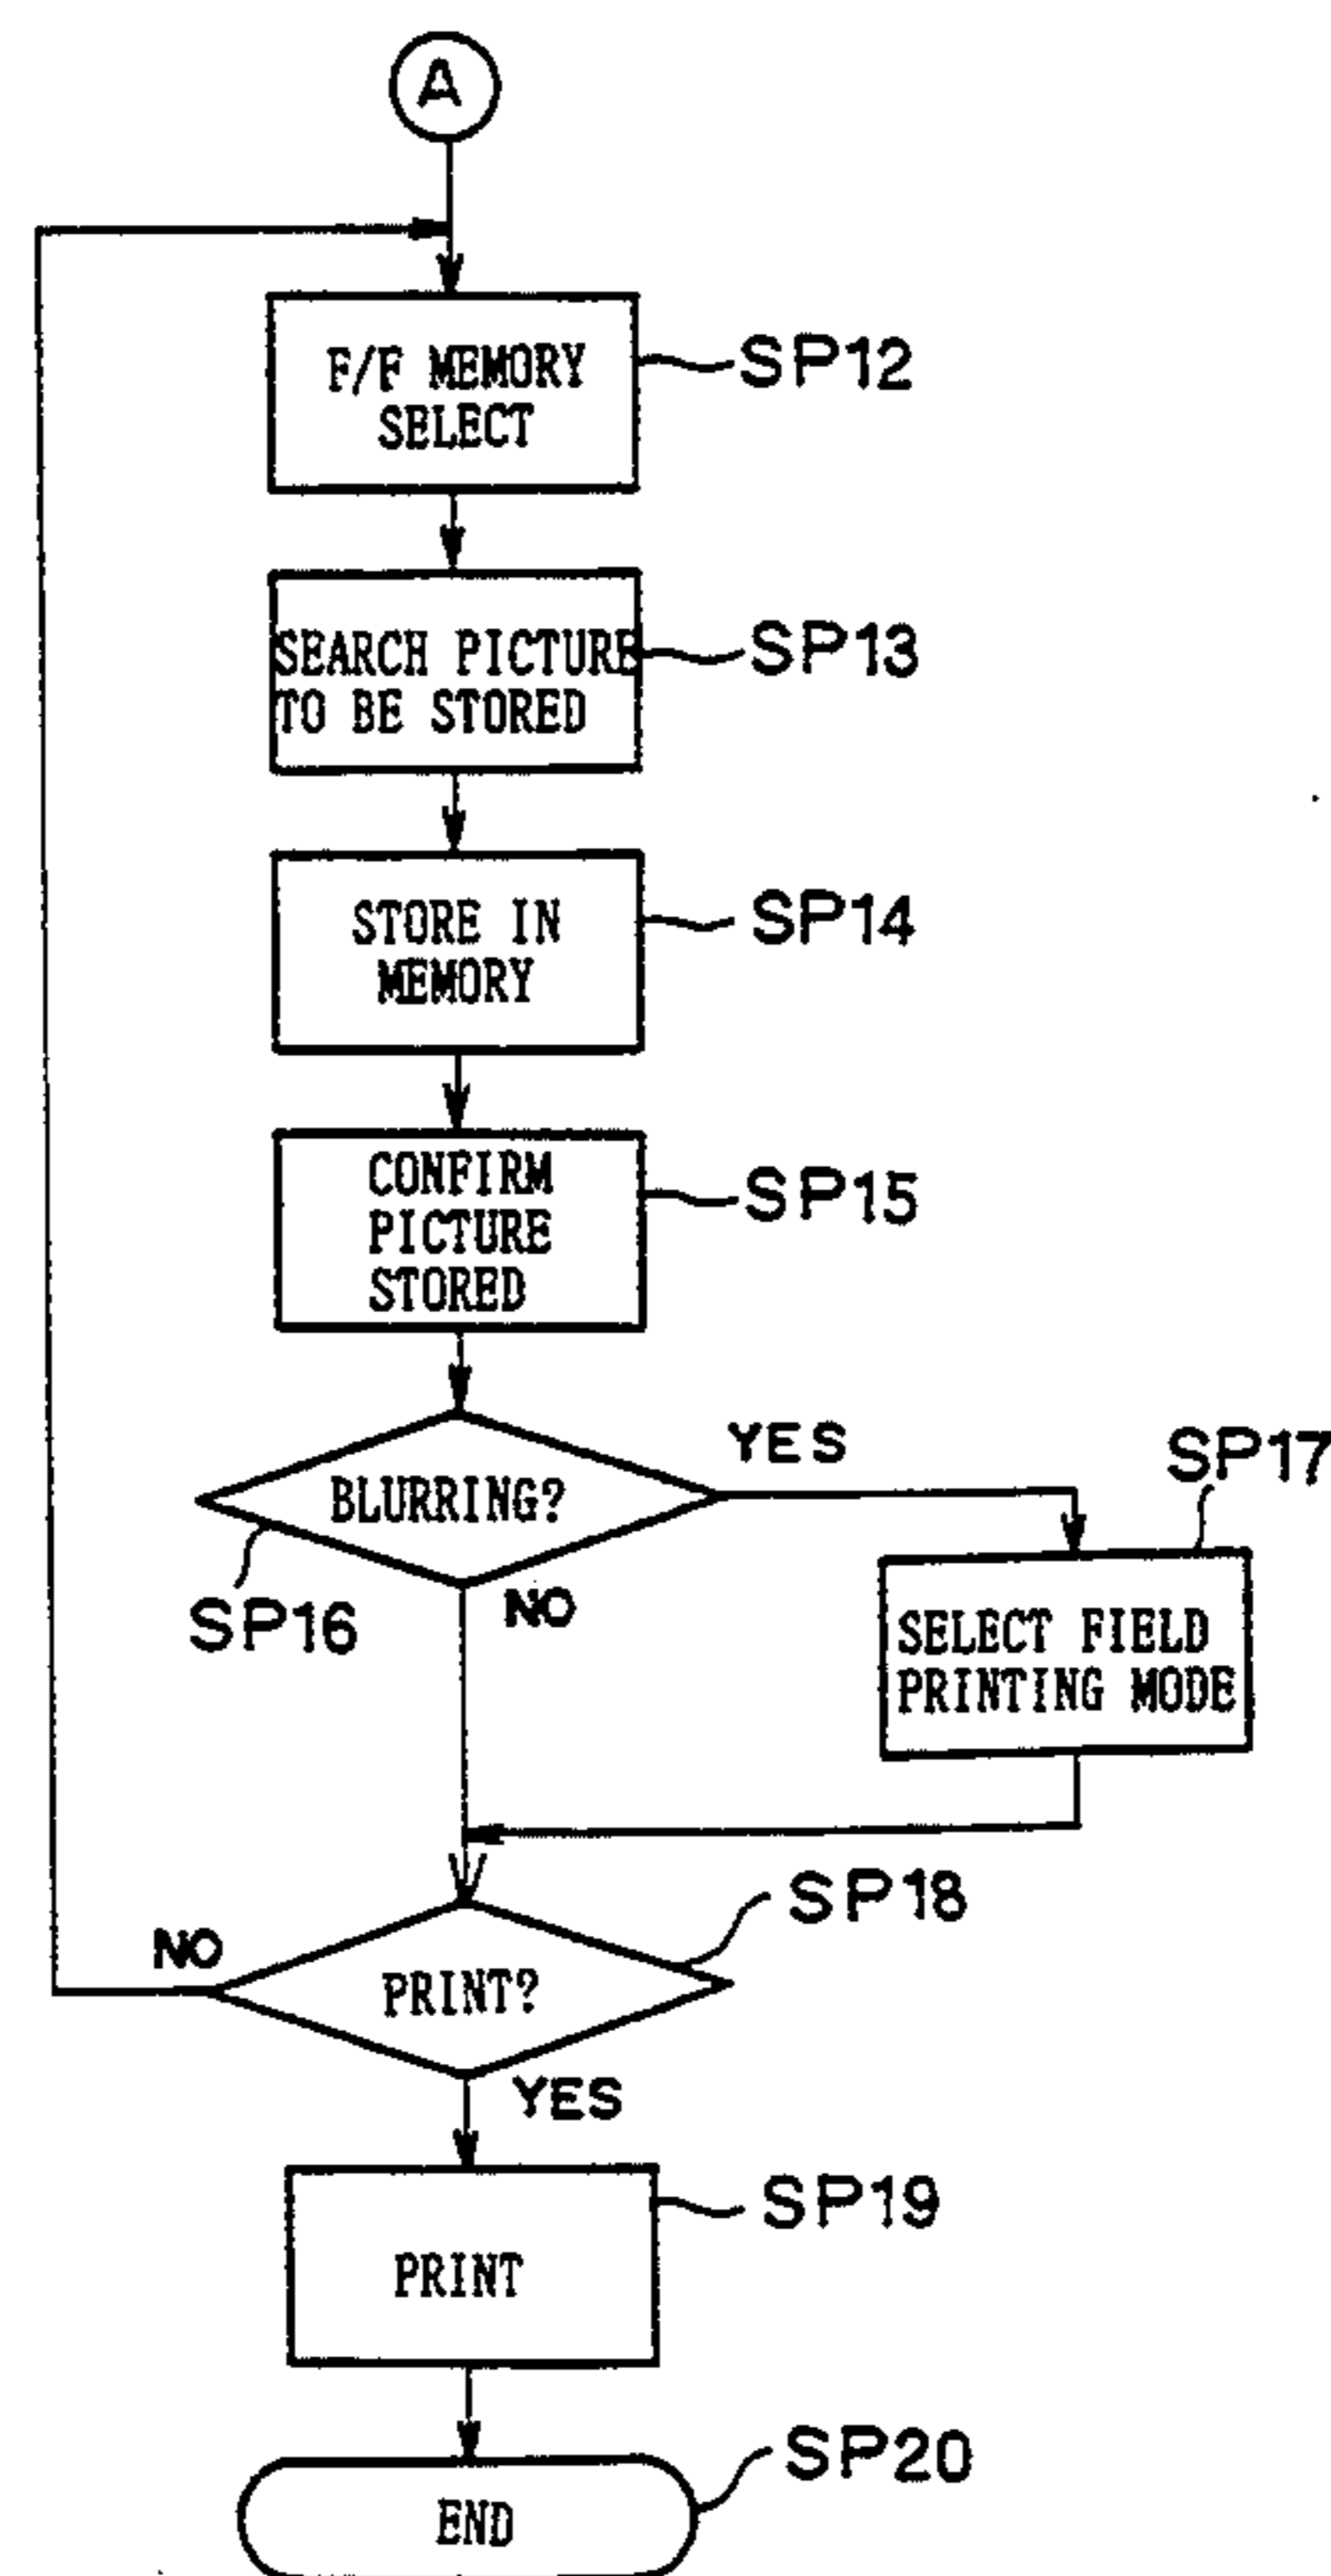 A
F/F MEMORY
SELECT
SP12
SEARCH PICTURE
TO BE STORED
SP13
STORE IN
MEMORY
SP14
CONFIRM
PICTURE
STORED
SP15
BLURRING?
YES
SP17
SP16
NO
SELECT FIELD
PRINTING MODE
SP18
NO
PRINT?
YES
SP19
PRINT
SP20
END